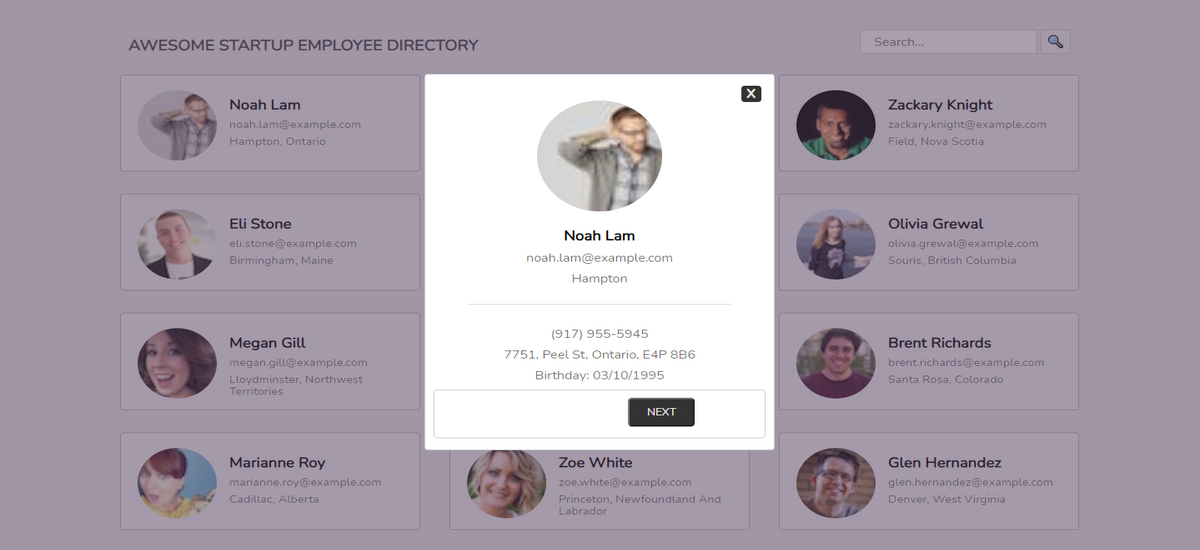 AWESOME STARTUP EMPLOYEE DIRECTORY
Search...
X
Noah Lam
noah.lam@example.com
Hampton
(917) 955-5945
7751, Peel St, Ontario, E4P 8B6
Birthday: 03/10/1995
NEXT
Noah Lam
noah.lam@example.com
Hampton, Ontario
Zackary Knight
zackary.knight@example.com
Field, Nova Scotia
Eli Stone
eli.stone@example.com
Birmingham, Maine
Olivia Grewal
olivia.grewal@example.com
Souris, British Columbia
Megan Gill
megan.gill@example.com
Lloydminster, Northwest
Territories
Brent Richards
brent.richards@example.com
Santa Rosa, Colorado
Marianne Roy
marianne.roy@example.com
Cadillac, Alberta
Zoe White
zoe.white@example.com
Princeton, Newfoundland And
Labrador
Glen Hernandez
glen.hernandez@example.com
Denver, West Virginia